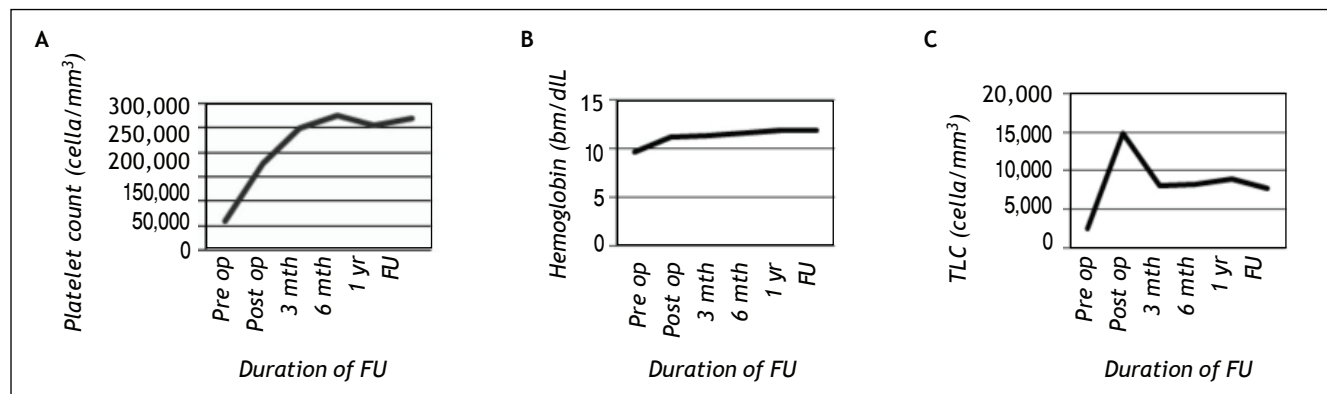 A
Platelet count (cella/mm³)
300,000
250,000
200,000
150,000
100,000
50,000
0
Pre op
Post op
3 mth
6 mth
1 yr
FU
Duration of FU
B
Hemoglobin (bm/dlL
15
10
5
0
Pre op
Post op
3 mth
6 mth
1 yr
FU
Duration of FU
C
TLC (cella/mm³)
20,000
15,000
10,000
5,000
0
Pre op
Post op
3 mth
6 mth
1 yr
FU
Duration of FU